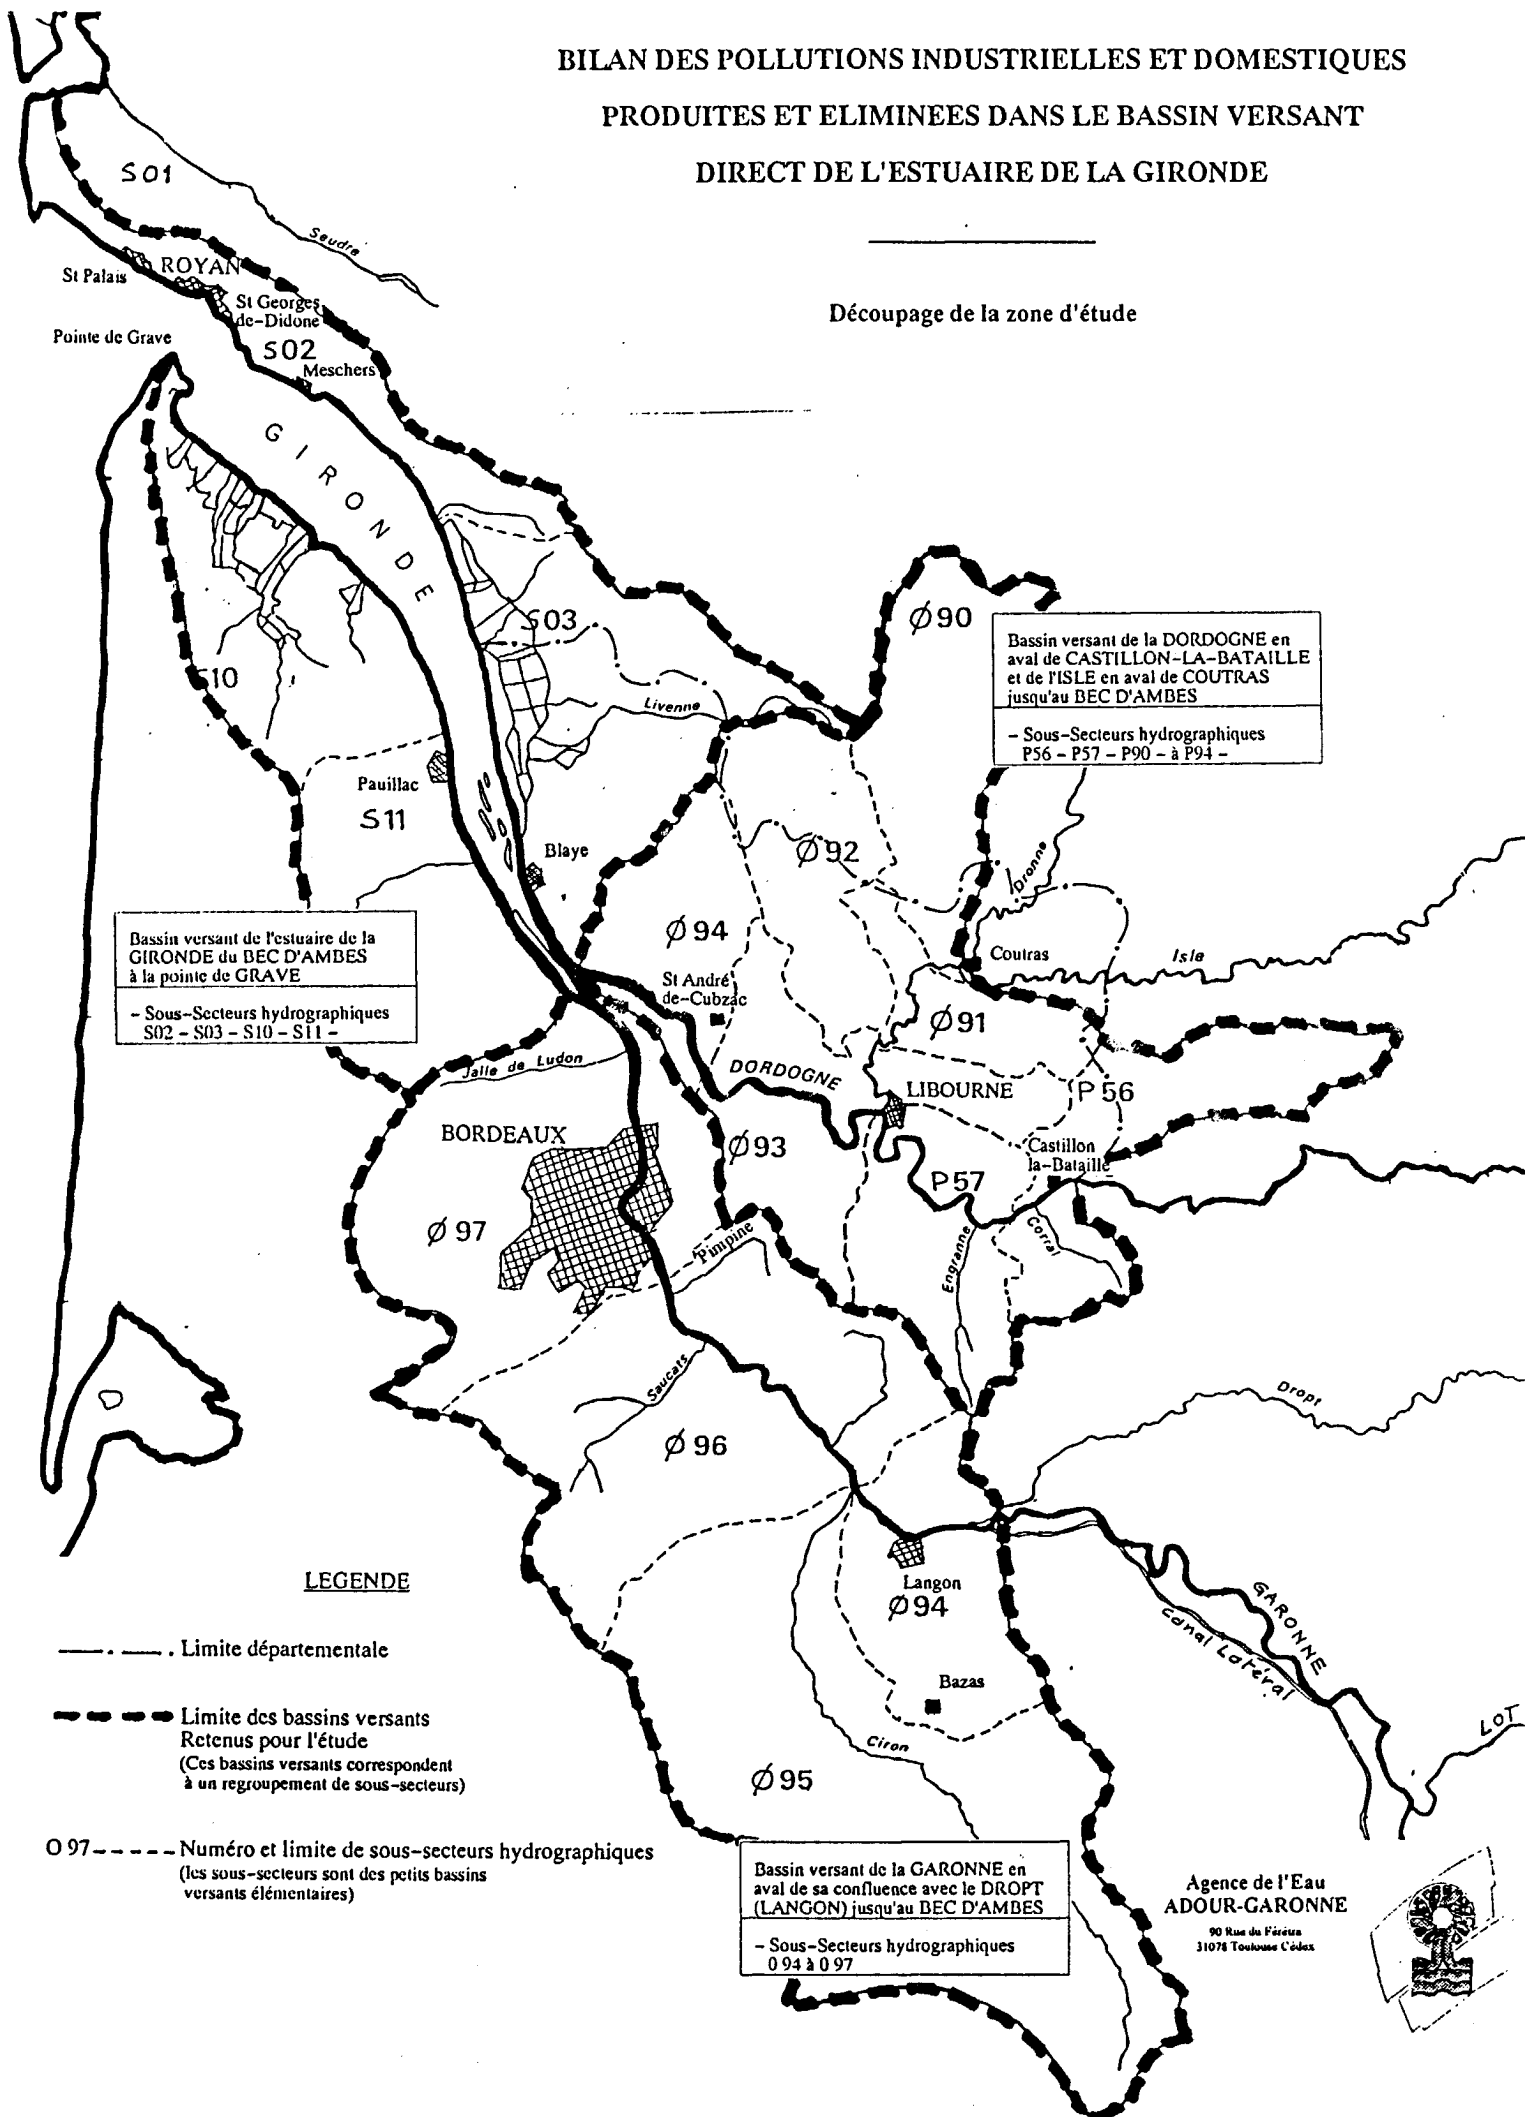 BILAN DES POLLUTIONS INDUSTRIELLES ET DOMESTIQUES
PRODUITES ET ELIMINEES DANS LE BASSIN VERSANT
DIRECT DE L'ESTUAIRE DE LA GIRONDE
Découpage de la zone d'étude
S01
Seudre
St Palais
ROYAN
St Georges
de-Didone
Pointe de Grave
S02
Meschers
GIRONDE
S03
Ø90
Bassin versant de la DORDOGNE en
aval de CASTILLON-LA-BATAILLE
et de l'ISLE en aval de COUTRAS
jusqu'au BEC D'AMBES
- Sous-Secteurs hydrographiques
P56 - P57 - P90 - à P94 -
S10
Livenne
Pauillac
S11
Blaye
Ø92
Dronne
Ø94
Coutras
Isle
Bassin versant de l'estuaire de la
GIRONDE du BEC D'AMBES
à la pointe de GRAVE
- Sous-Secteurs hydrographiques
S02 - S03 - S10 - S11 -
St André
de-Cubzac
Ø91
Jalle de Ludon
DORDOGNE
LIBOURNE
P56
BORDEAUX
Ø93
Castillon
la-Bataille
P57
Ø97
Pimpine
Engranne
Corral
Saucats
Dropt
Ø96
LEGENDE
Langon
Ø94
GARONNE
Canal Latéral
Limite départementale
Bazas
LOT
Limite des bassins versants
Retenus pour l'étude
(Ces bassins versants correspondent
à un regroupement de sous-secteurs)
Ciron
Ø95
O 97 Numéro et limite de sous-secteurs hydrographiques
(les sous-secteurs sont des petits bassins
versants élémentaires)
Bassin versant de la GARONNE en
aval de sa confluence avec le DROPT
(LANGON) jusqu'au BEC D'AMBES
- Sous-Secteurs hydrographiques
0 94 à 0 97
Agence de l'Eau
ADOUR-GARONNE
90 Rue du Férétra
31078 Toulouse Cédex